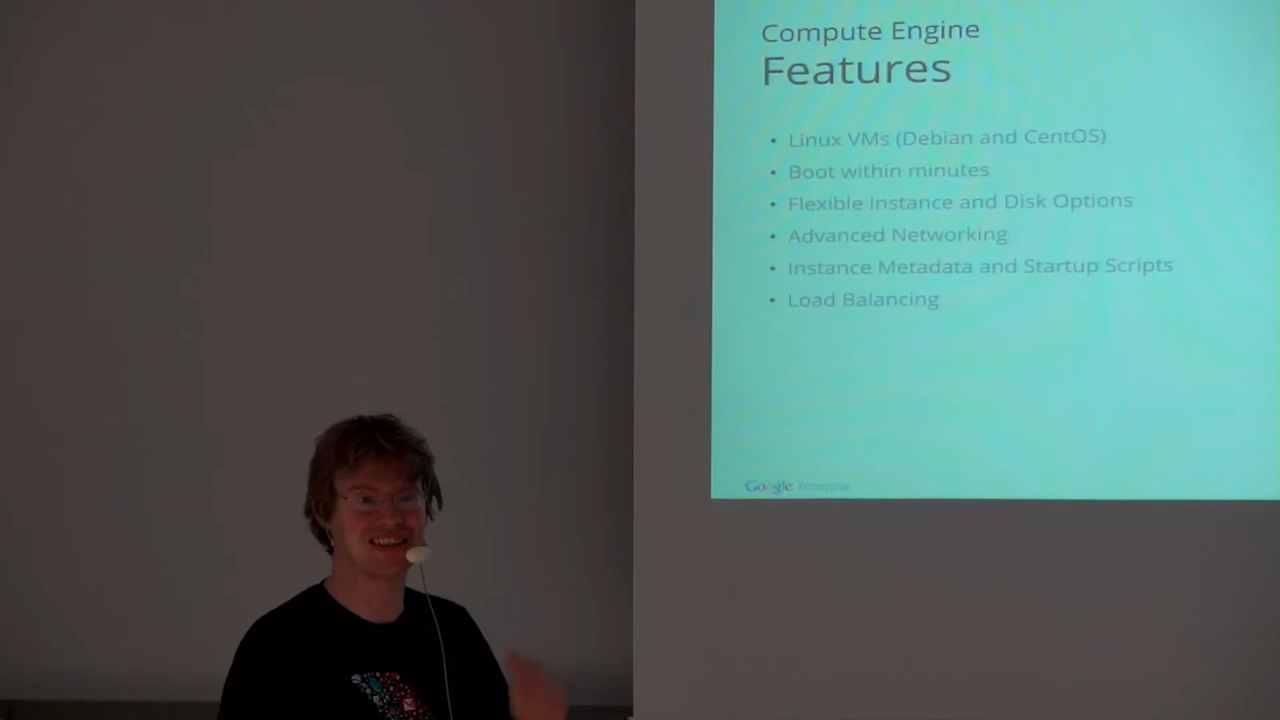 Compute Engine
Features
• Linux VMs (Debian and CentOS)
• Boot within minutes
• Flexible Instance and Disk Options
• Advanced Networking
• Instance Metadata and Startup Scripts
• Load Balancing
Google Enterprise